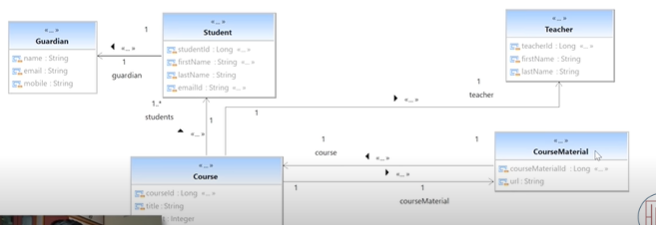 «...»
Guardian
name : String
email : String
mobile : String
1
«...»
1
guardian
«...»
Student
studentId : Long «...»
firstName : String «...»
lastName : String
emailId : String «...»
«...»
Teacher
teacherId : Long «...»
firstName : String
lastName : String
1..*
students
1
«...»
1
«...»
1
teacher
1
course
«...»
1
«...»
1
1
courseMaterial
«...»
CourseMaterial
courseMaterialId : Long «...»
url : String
«...»
Course
courseId : Long «...»
title : String
: Integer